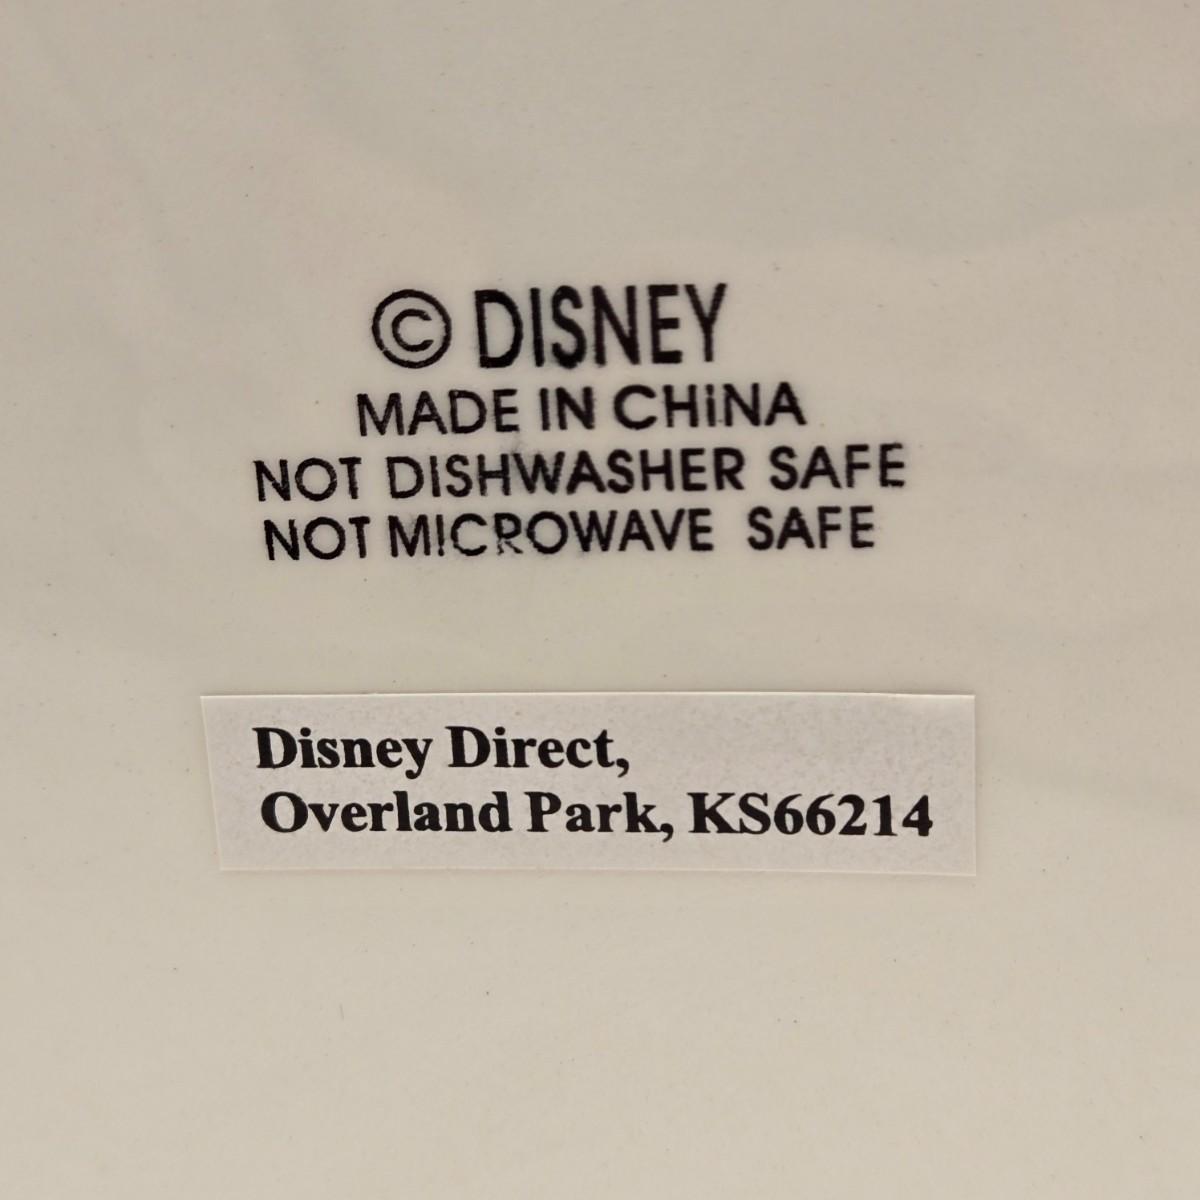 © DISNEY
MADE IN CHiNA
NOT DISHWASHER SAFE
NOT MICROWAVE SAFE
Disney Direct,
Overland Park, KS66214